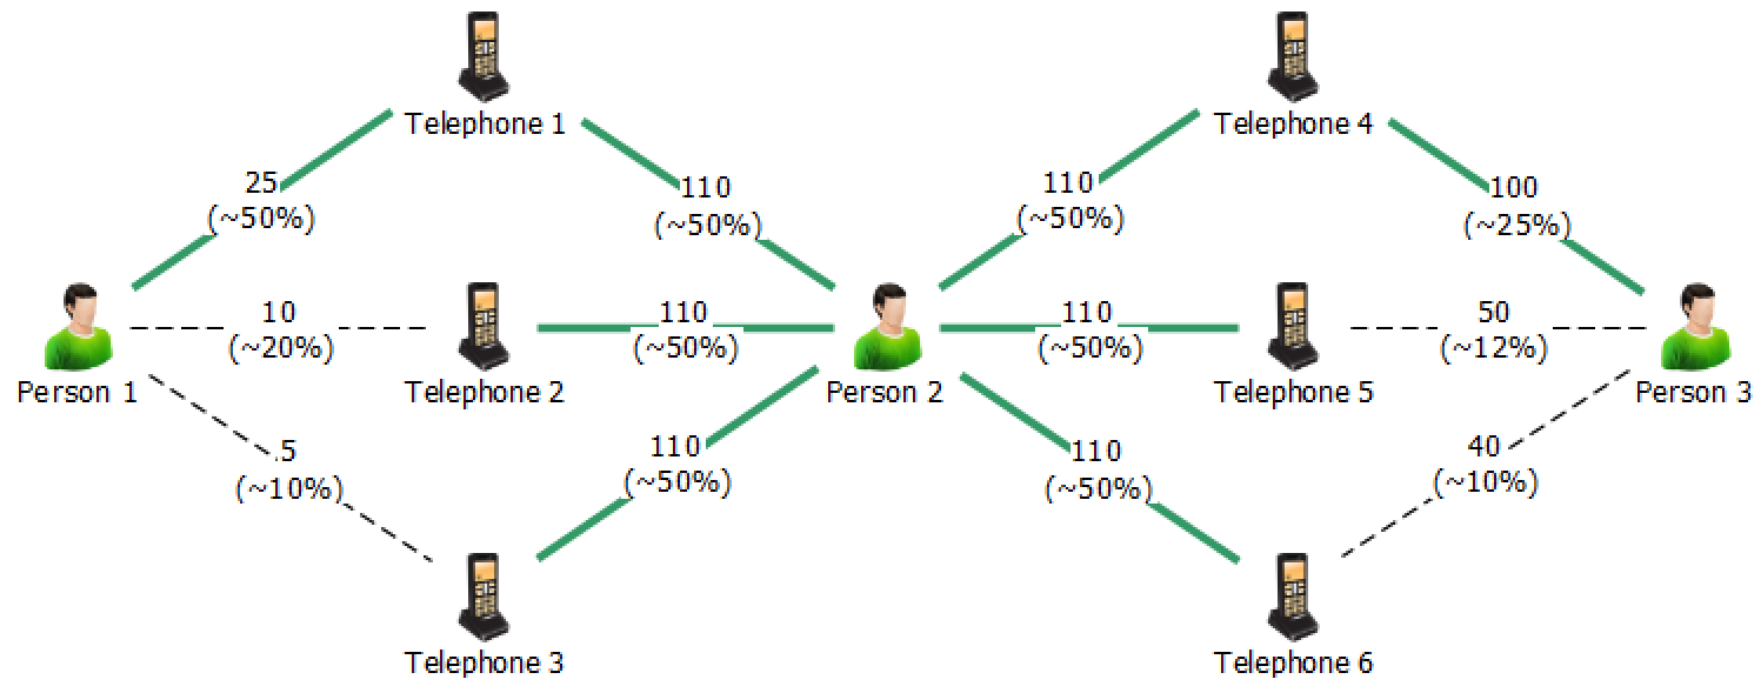 Telephone 1
Telephone 4
25
(~50%)
110
(~50%)
110
(~50%)
100
(~25%)
10
(~20%)
110
(~50%)
110
(~50%)
50
(~12%)
Person 1
Telephone 2
Person 2
Telephone 5
Person 3
5
(~10%)
110
(~50%)
110
(~50%)
40
(~10%)
Telephone 3
Telephone 6